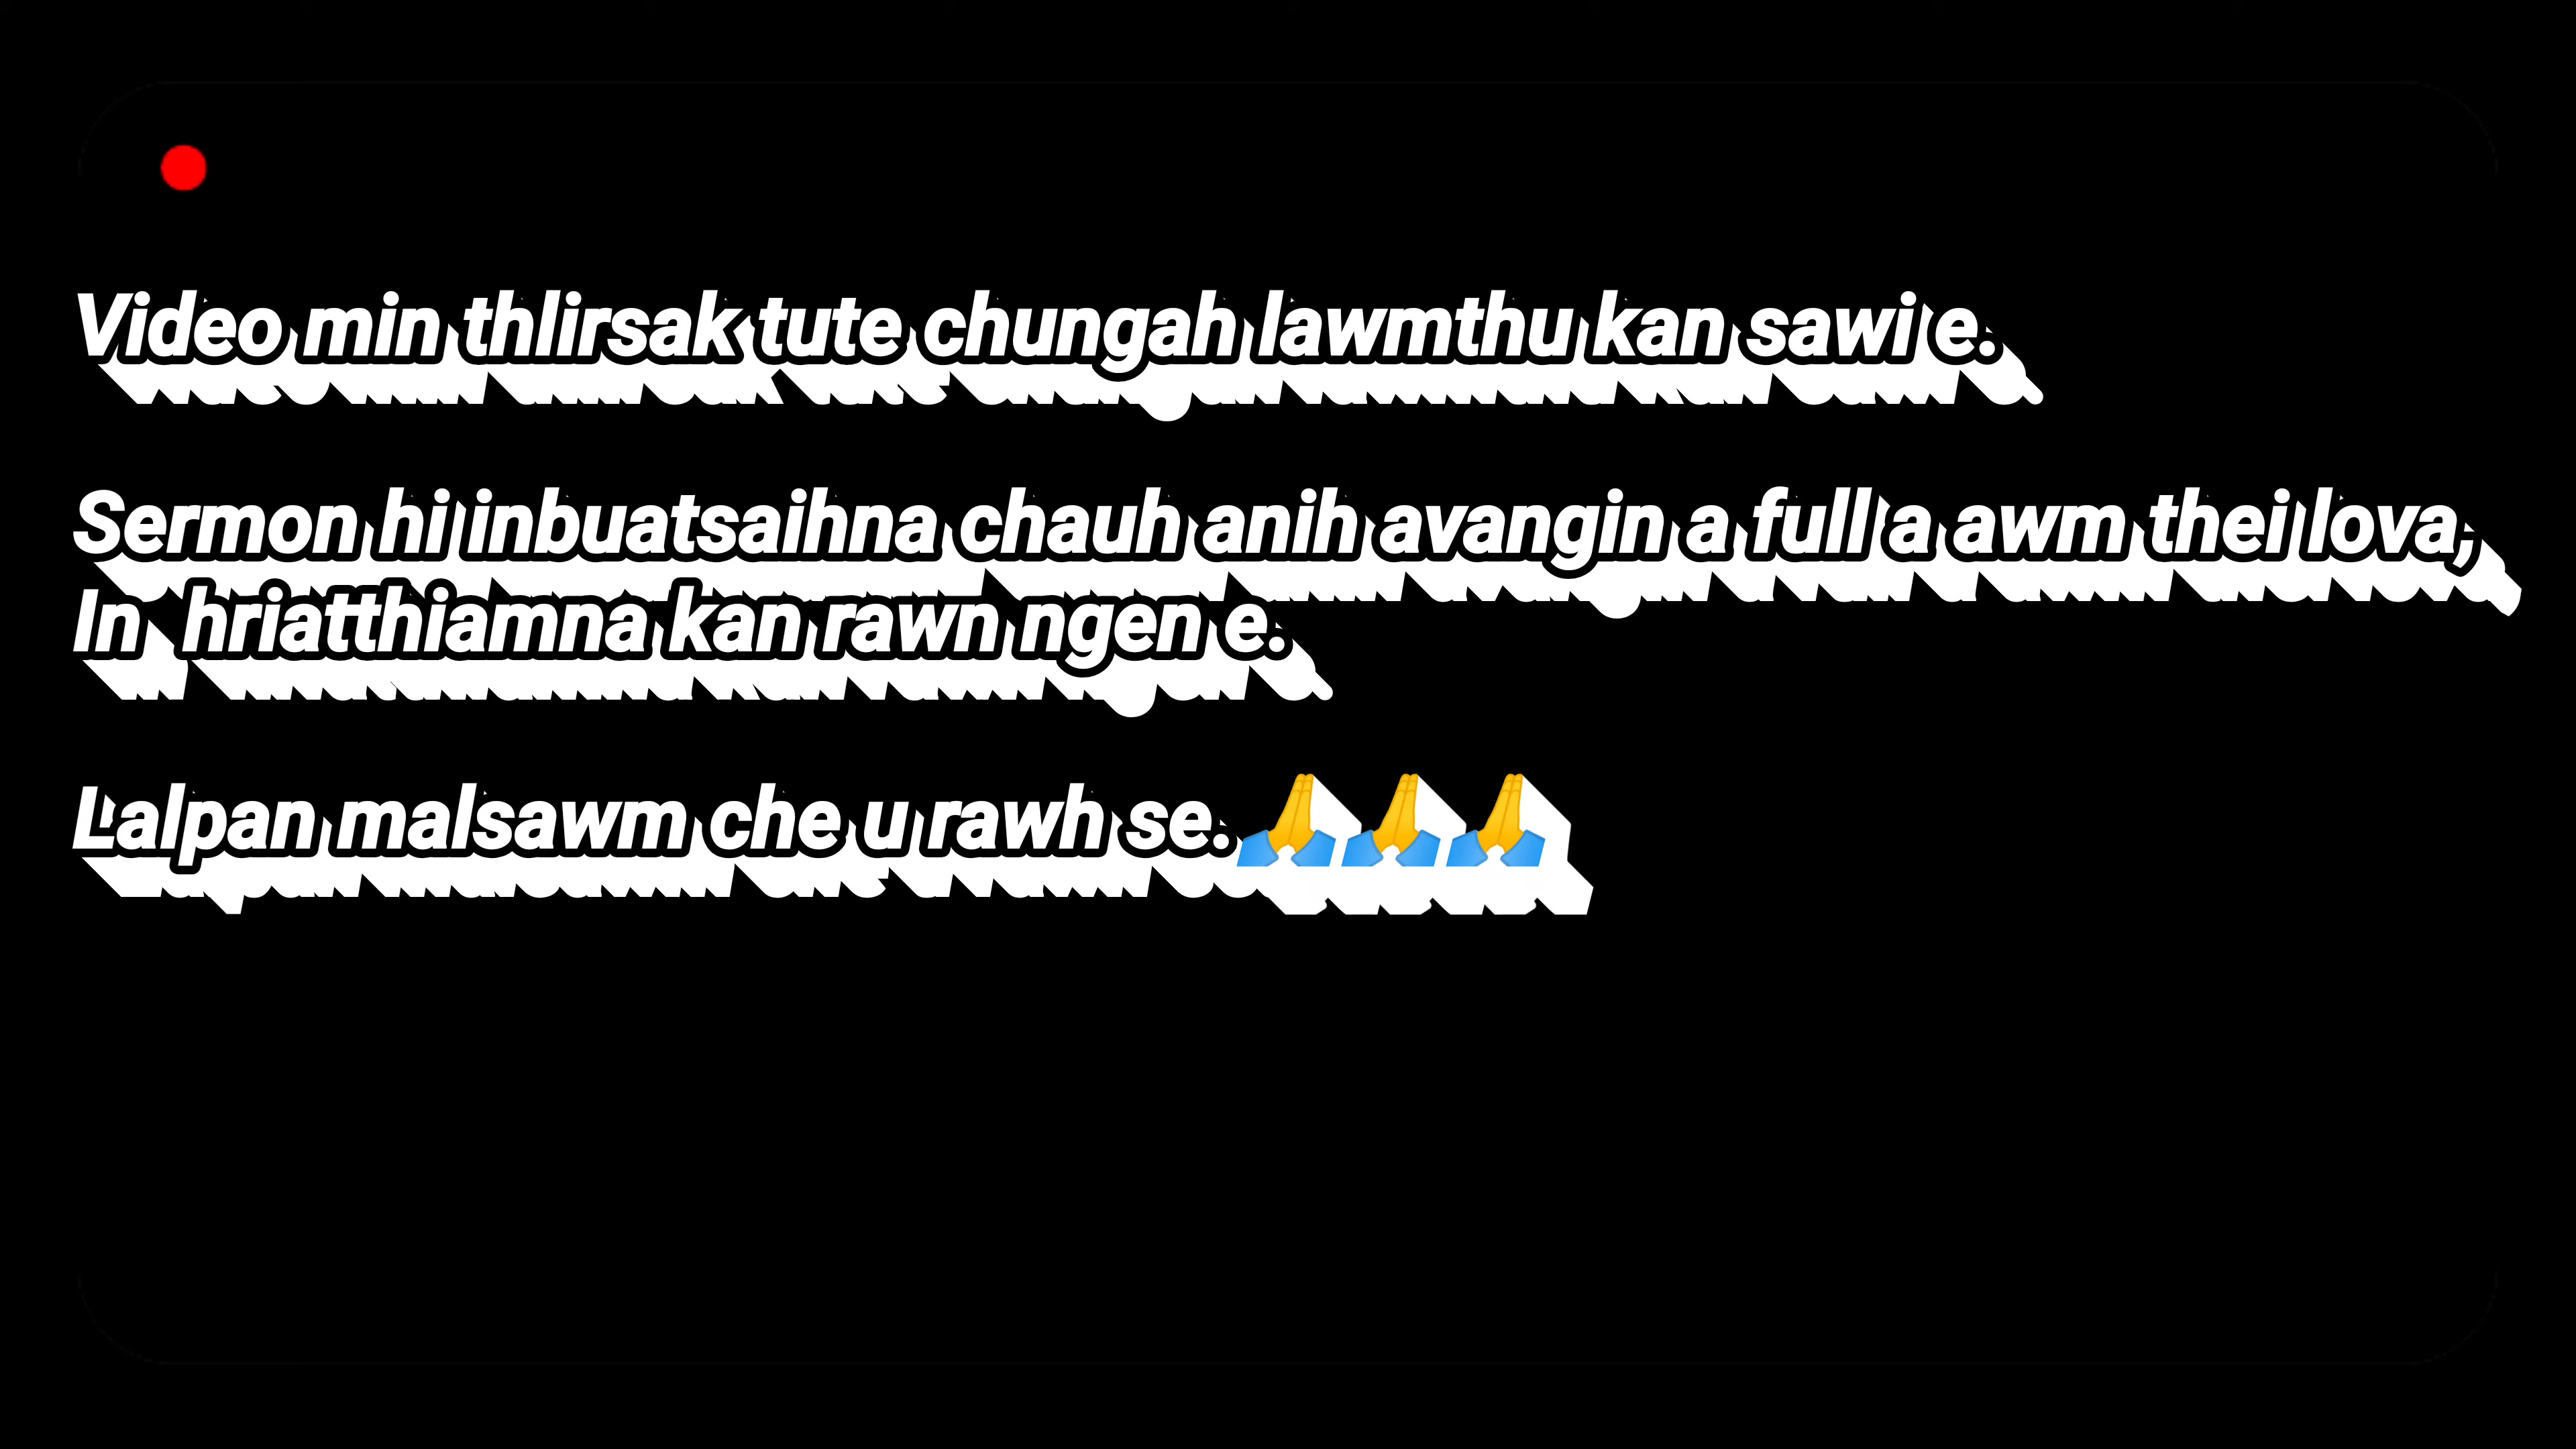 Video min thlirsak tute chungah lawmthu kan sawi e.
Sermon hi inbuatsaihna chauh anih avangin a full a awm thei lova,
In hriatthiamna kan rawn ngen e.
Lalpan malsawm che u rawh se.🙏🙏🙏